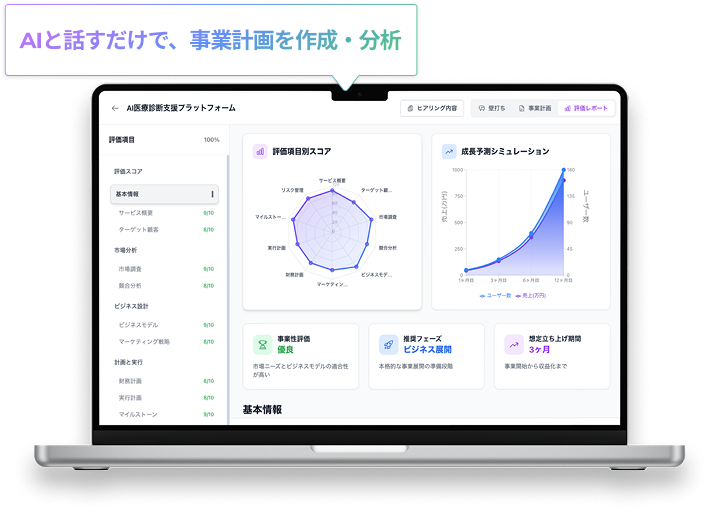 AIと話すだけで、事業計画を作成・分析
← AI医療診断支援プラットフォーム
ヒアリング内容
壁打ち
事業計画
評価レポート
評価項目 100%
評価スコア
基本情報
サービス概要 9/10
ターゲット顧客 8/10
市場分析
市場調査 9/10
競合分析 8/10
ビジネス設計
ビジネスモデル
マーケティング戦略 8/10
計画と実行
財務計画 8/10
実行計画 8/10
マイルストーン 9/10
評価項目別スコア
サービス概要
ターゲット顧...
市場調査
競合分析
ビジネスモデ...
マーケティン...
財務計画
実行計画
マイルストー...
リスク管理
成長予測シミュレーション
売上(万円)
1000
750
500
250
0
180
135
90
45
0
ユーザー数
1ヶ月目
3ヶ月目
6ヶ月目
12ヶ月目
ユーザー数 売上(万円)
事業性評価
優良
市場ニーズとビジネスモデルの適合性
が高い
推奨フェーズ
ビジネス展開
本格的な事業展開の準備段階
想定立ち上げ期間
3ヶ月
事業開始から収益化まで
基本情報